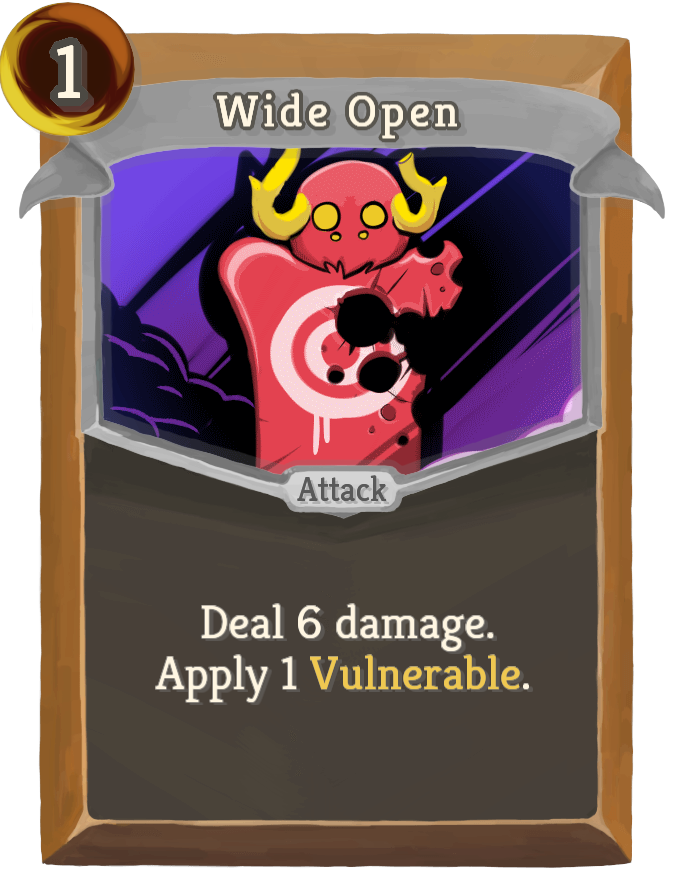 1
Wide Open
Attack
Deal 6 damage.
Apply 1 Vulnerable.